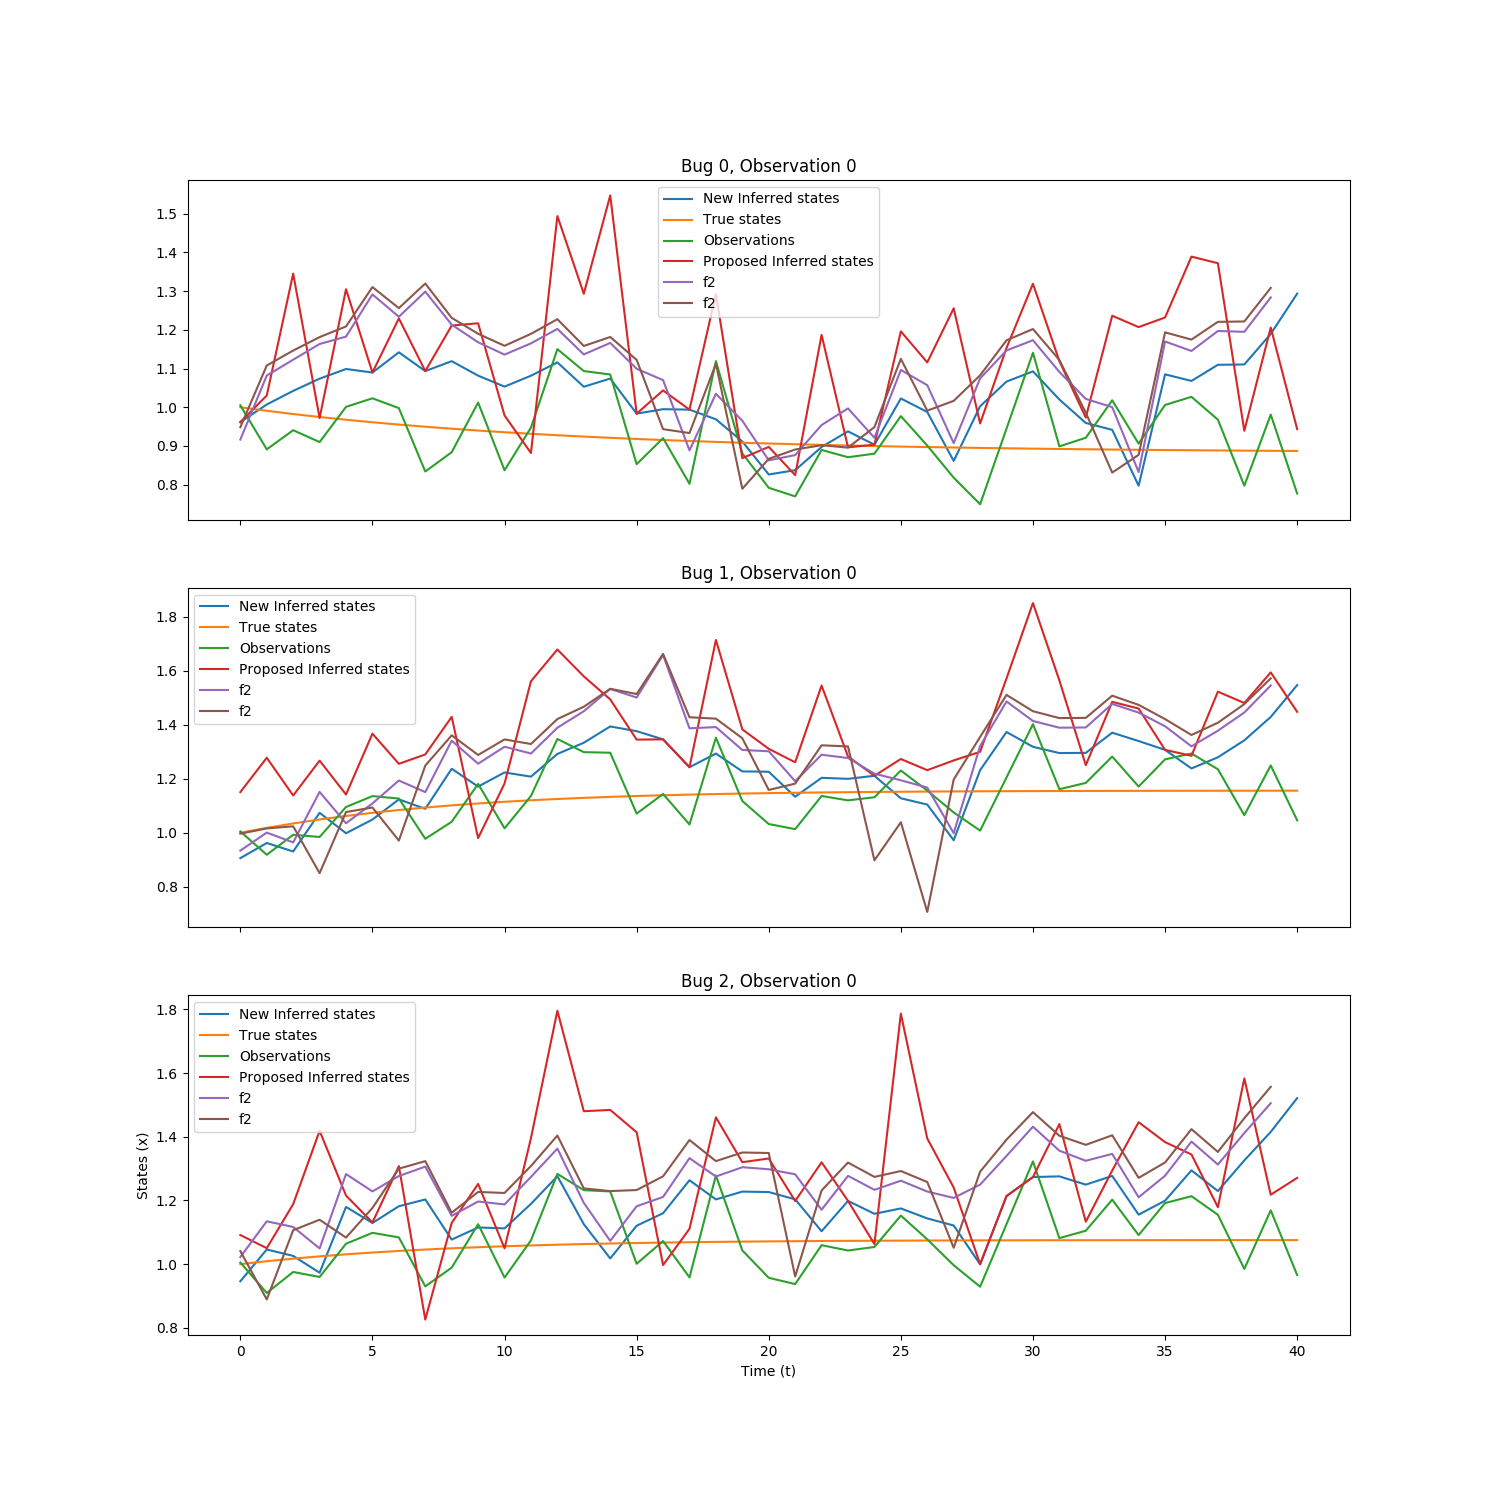 Bug 0, Observation 0
New Inferred states
True states
Observations
Proposed Inferred states
f2
f2
1.5
1.4
1.3
1.2
1.1
1.0
0.9
0.8
Bug 1, Observation 0
New Inferred states
True states
Observations
Proposed Inferred states
f2
f2
1.8
1.6
1.4
1.2
1.0
0.8
Bug 2, Observation 0
New Inferred states
True states
Observations
Proposed Inferred states
f2
f2
1.8
1.6
1.4
1.2
1.0
0.8
States (x)
0 5 10 15 20 25 30 35 40
Time (t)